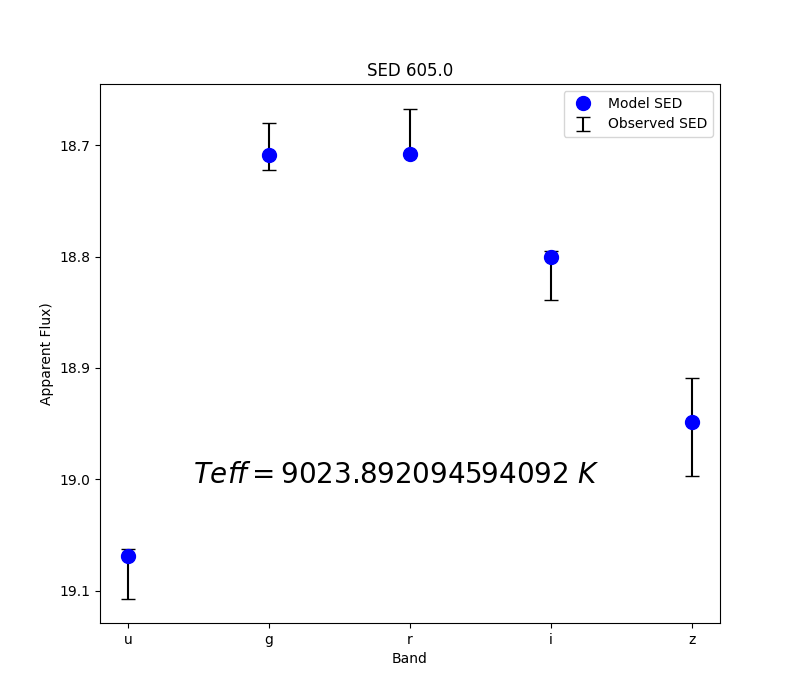 SED 605.0
Model SED
Observed SED
18.7
18.8
18.9
19.0
19.1
Apparent Flux)
Teff = 9023.892094594092 K
u g r i z
Band